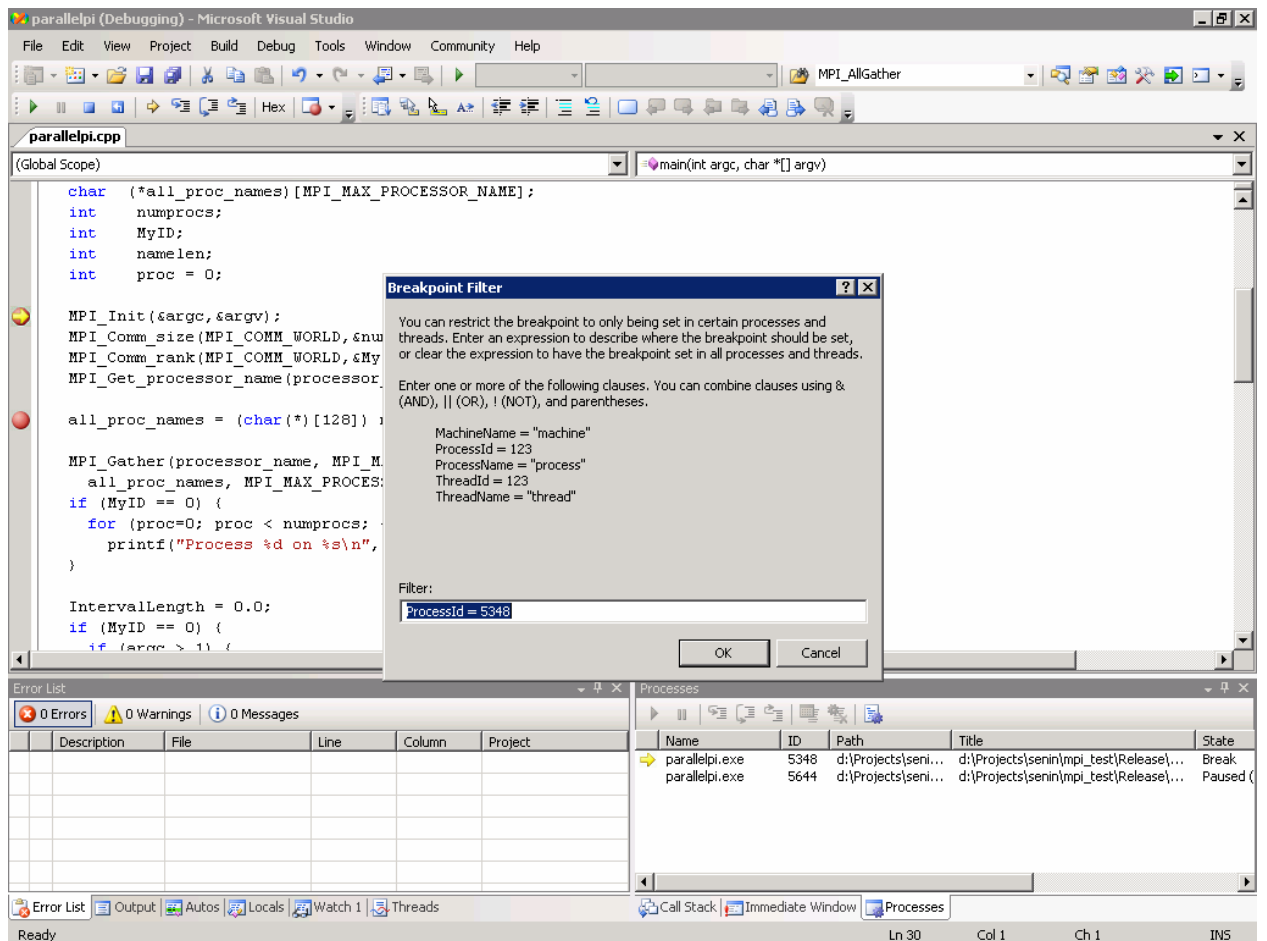 parallelpi (Debugging) - Microsoft Visual Studio
File Edit View Project Build Debug Tools Window Community Help
MPI_AllGather
Hex
parallelpi.cpp
(Global Scope) main(int argc, char *[] argv)
char (*all_proc_names)[MPI_MAX_PROCESSOR_NAME];
int numprocs;
int MyID;
int namelen;
int proc = 0;
MPI_Init(&argc,&argv);
MPI_Comm_size(MPI_COMM_WORLD,&nu
MPI_Comm_rank(MPI_COMM_WORLD,&My
MPI_Get_processor_name(processor_
all_proc_names = (char(*)[128])
MPI_Gather(processor_name, MPI_M
all_proc_names, MPI_MAX_PROCES
if (MyID == 0) {
for (proc=0; proc < numprocs;
printf("Process %d on %s\n",
}
IntervalLength = 0.0;
if (MyID == 0) {
if (argc > 1) {
Breakpoint Filter
You can restrict the breakpoint to only being set in certain processes and
threads. Enter an expression to describe where the breakpoint should be set,
or clear the expression to have the breakpoint set in all processes and threads.
Enter one or more of the following clauses. You can combine clauses using &
(AND), || (OR), ! (NOT), and parentheses.
MachineName = "machine"
ProcessId = 123
ProcessName = "process"
ThreadId = 123
ThreadName = "thread"
Filter:
ProcessId = 5348
OK Cancel
Error List
0 Errors 0 Warnings 0 Messages
Description File Line Column Project
Processes
Name ID Path Title State
parallelpi.exe 5348 d:\Projects\seni... d:\Projects\senin\mpi_test\Release\... Break
parallelpi.exe 5644 d:\Projects\seni... d:\Projects\senin\mpi_test\Release\... Paused (
Error List Output Autos Locals Watch 1 Threads
Call Stack Immediate Window Processes
Ready Ln 30 Col 1 Ch 1 INS